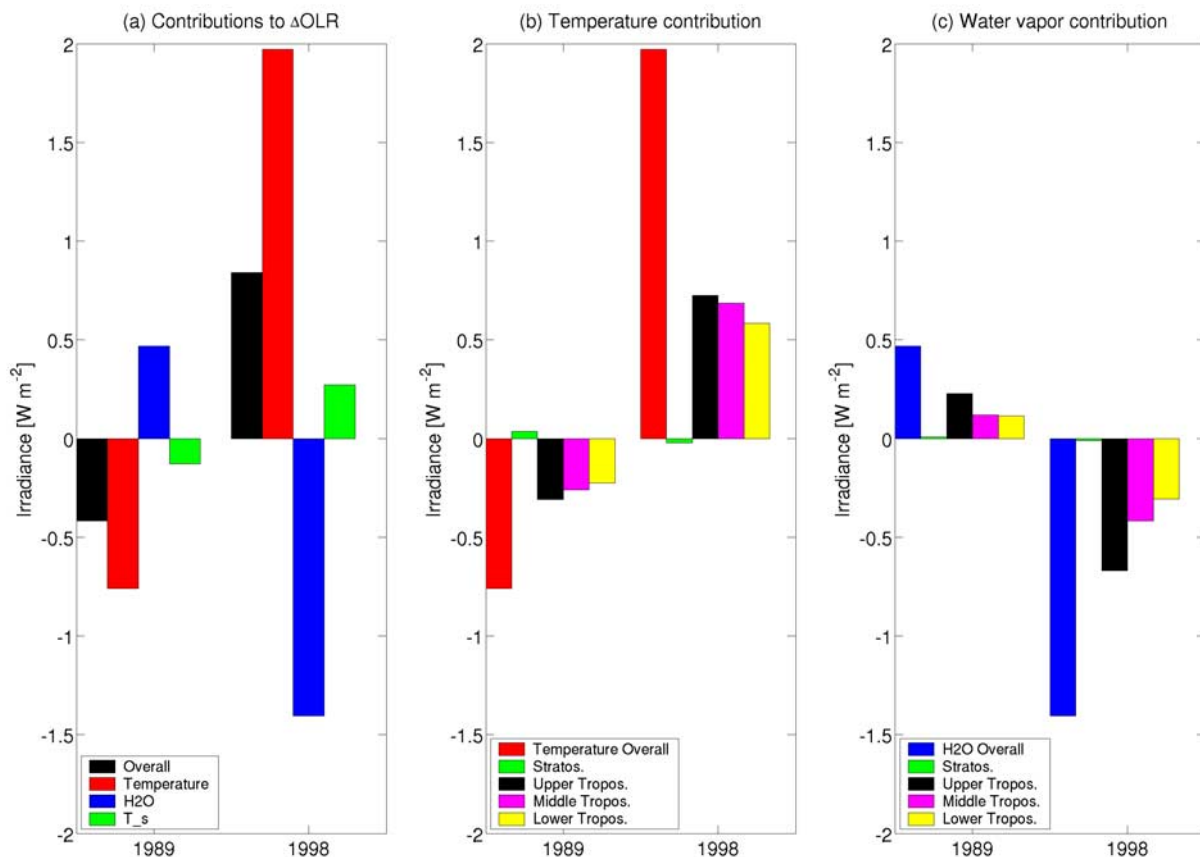 (a) Contributions to ΔOLR
Irradiance [W m-2]
2
1.5
1
0.5
0
-0.5
-1
-1.5
-2
Overall
Temperature
H2O
T_s
1989
1998
(b) Temperature contribution
Irradiance [W m-2]
2
1.5
1
0.5
0
-0.5
-1
-1.5
-2
Temperature Overall
Stratos.
Upper Tropos.
Middle Tropos.
Lower Tropos.
1989
1998
(c) Water vapor contribution
Irradiance [W m-2]
2
1.5
1
0.5
0
-0.5
-1
-1.5
-2
H2O Overall
Stratos.
Upper Tropos.
Middle Tropos.
Lower Tropos.
1989
1998